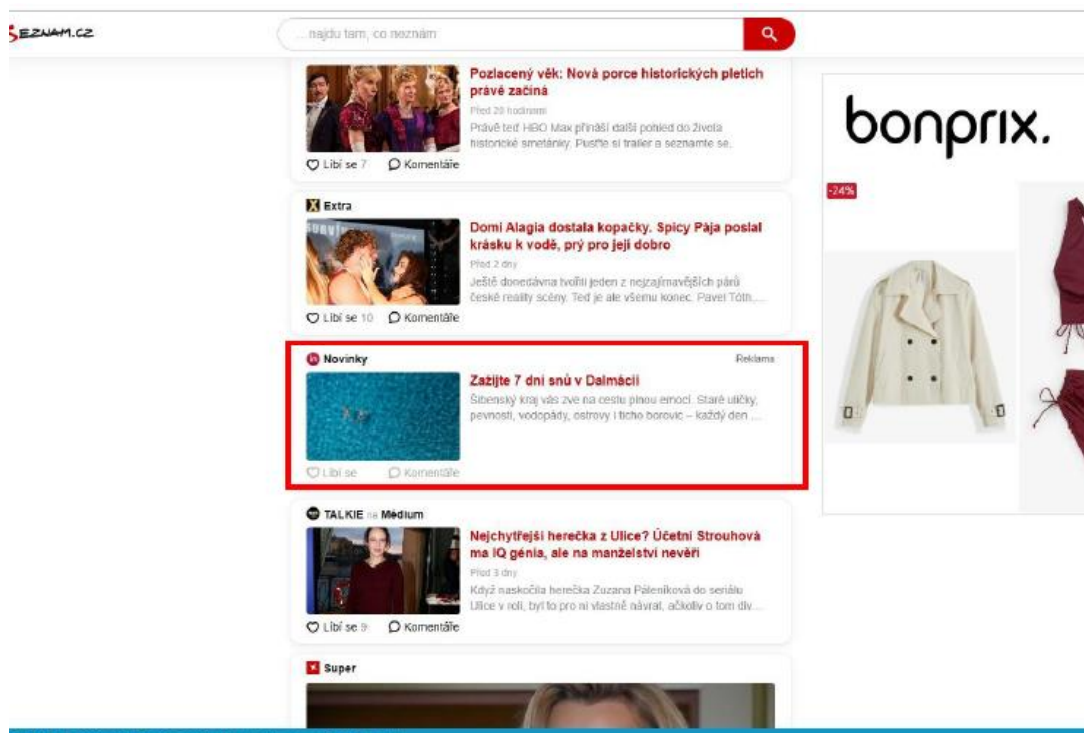 SEZNAM.CZ
... najdu tam, co neznám
Pozlacený věk: Nová porce historických pletich
právě začíná
Před 20 hodinami
Právě teď HBO Max přináší další pohled do života
historické smetánky. Pusťte si trailer a seznamte se.
Líbí se 7 Komentáře
Extra
Domi Alagia dostala kopačky. Spicy Pája poslal
krásku k vodě, prý pro její dobro
Před 2 dny
Ještě donedávna tvořili jeden z nejzajímavějších párů
české reality scény. Teď je ale všemu konec. Pavel Tóth...
Líbí se 10 Komentáře
Novinky Reklama
Zažijte 7 dní snů v Dalmácii
Šibenský kraj vás zve na cestu plnou emocí. Staré uličky,
pevnosti, vodopády, ostrovy i ticho borovic – každý den ...
Líbí se Komentáře
TALKIE na Médium
Nejchytřejší herečka z Ulice? Účetní Strouhová
má IQ génia, ale na manželství nevěří
Před 3 dny
Když naskočila herečka Zuzana Páleníková do seriálu
Ulice v roli, byl to pro ni vlastně návrat, ačkoliv o tom div...
Líbí se 9 Komentáře
Super
bonprix.
-24%